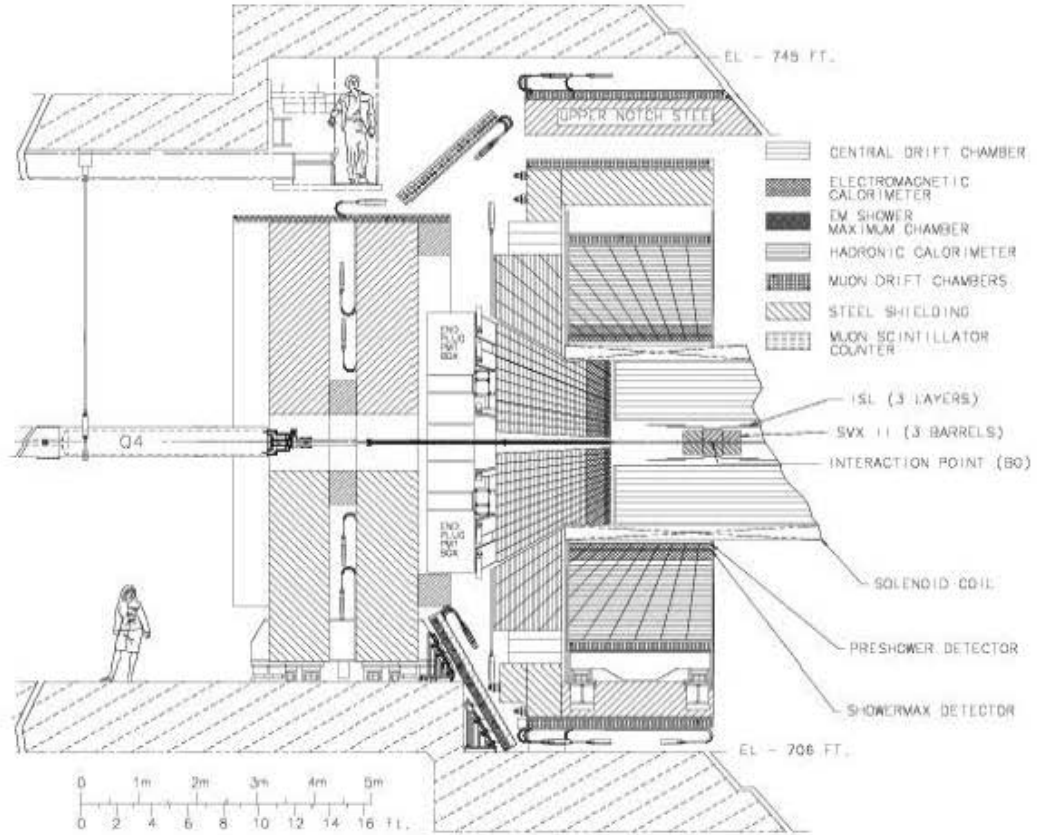 EL - 745 FT.
UPPER NOTCH STEEL
CENTRAL DRIFT CHAMBER
ELECTROMAGNETIC
CALORIMETER
EM SHOWER
MAXIMUM CHAMBER
HADRONIC CALORIMETER
MUON DRIFT CHAMBERS
STEEL SHIELDING
MUON SCINTILLATOR
COUNTER
END
PLUG
PMT
BOX
ISL (3 LAYERS)
Q4
SVX II (3 BARRELS)
INTERACTION POINT (B0)
END
PLUG
PMT
BOX
SOLENOID COIL
PRESHOWER DETECTOR
SHOWERMAX DETECTOR
EL - 706 FT.
0 1m 2m 3m 4m 5m
0 2 4 6 8 10 12 14 16 ft.